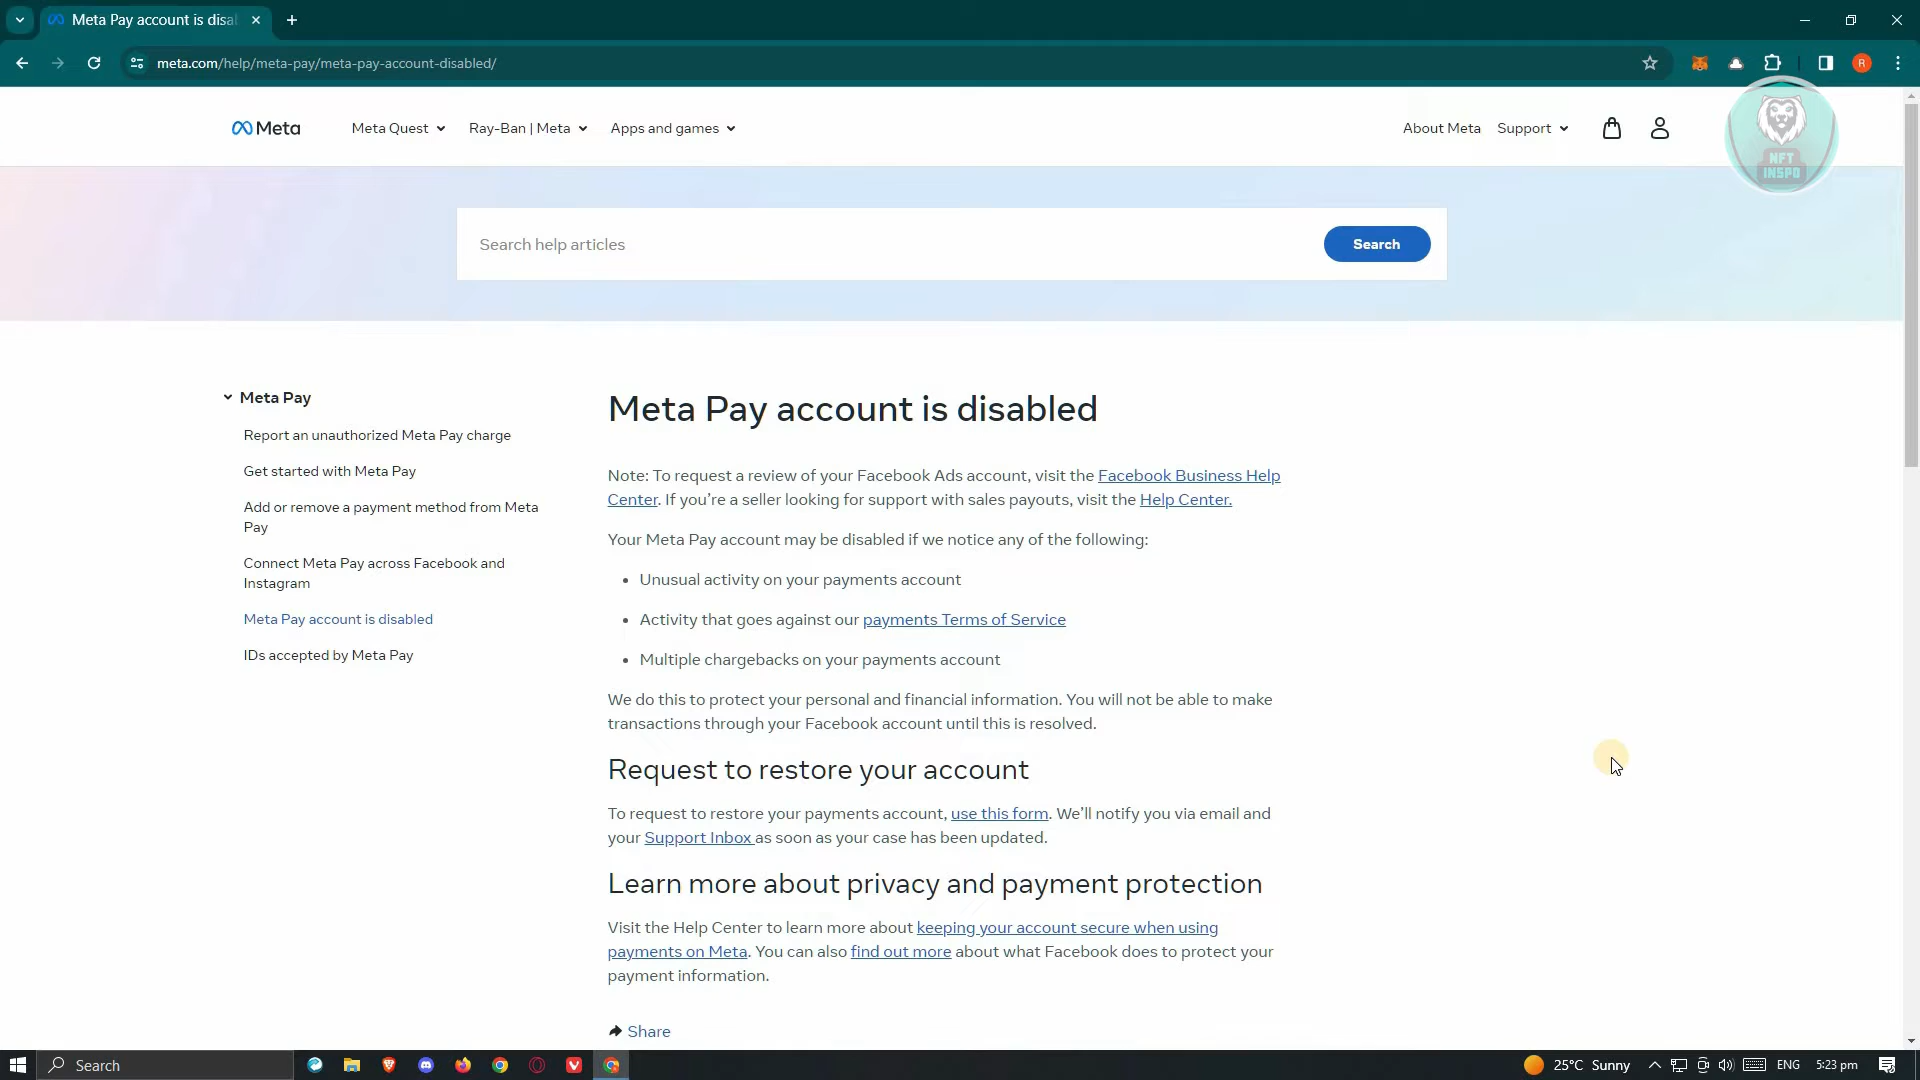 Meta Pay account is disa
meta.com/help/meta-pay/meta-pay-account-disabled/
R
Meta
Meta Quest
Ray-Ban | Meta
Apps and games
About Meta
Support
NFT
INSPO
Search help articles
Search
Meta Pay
Report an unauthorized Meta Pay charge
Get started with Meta Pay
Add or remove a payment method from Meta
Pay
Connect Meta Pay across Facebook and
Instagram
Meta Pay account is disabled
IDs accepted by Meta Pay
Meta Pay account is disabled
Note: To request a review of your Facebook Ads account, visit the Facebook Business Help
Center. If you’re a seller looking for support with sales payouts, visit the Help Center.
Your Meta Pay account may be disabled if we notice any of the following:
• Unusual activity on your payments account
• Activity that goes against our payments Terms of Service
• Multiple chargebacks on your payments account
We do this to protect your personal and financial information. You will not be able to make
transactions through your Facebook account until this is resolved.
Request to restore your account
To request to restore your payments account, use this form. We’ll notify you via email and
your Support Inbox as soon as your case has been updated.
Learn more about privacy and payment protection
Visit the Help Center to learn more about keeping your account secure when using
payments on Meta. You can also find out more about what Facebook does to protect your
payment information.
Share
Search
25°C Sunny
ENG
5:23 pm